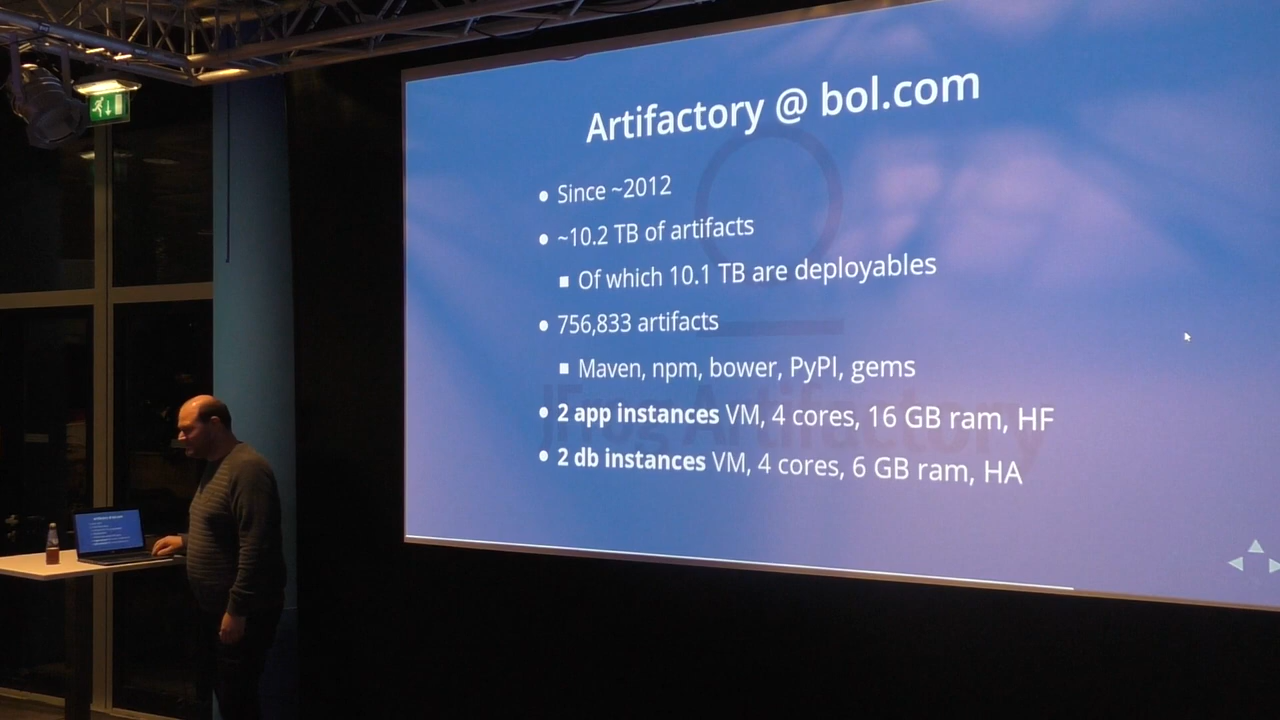 Artifactory @ bol.com
• Since ~2012
• ~10.2 TB of artifacts
▪ Of which 10.1 TB are deployables
• 756,833 artifacts
▪ Maven, npm, bower, PyPI, gems
JFrog Artifactory
• 2 app instances VM, 4 cores, 16 GB ram, HF
• 2 db instances VM, 4 cores, 6 GB ram, HA